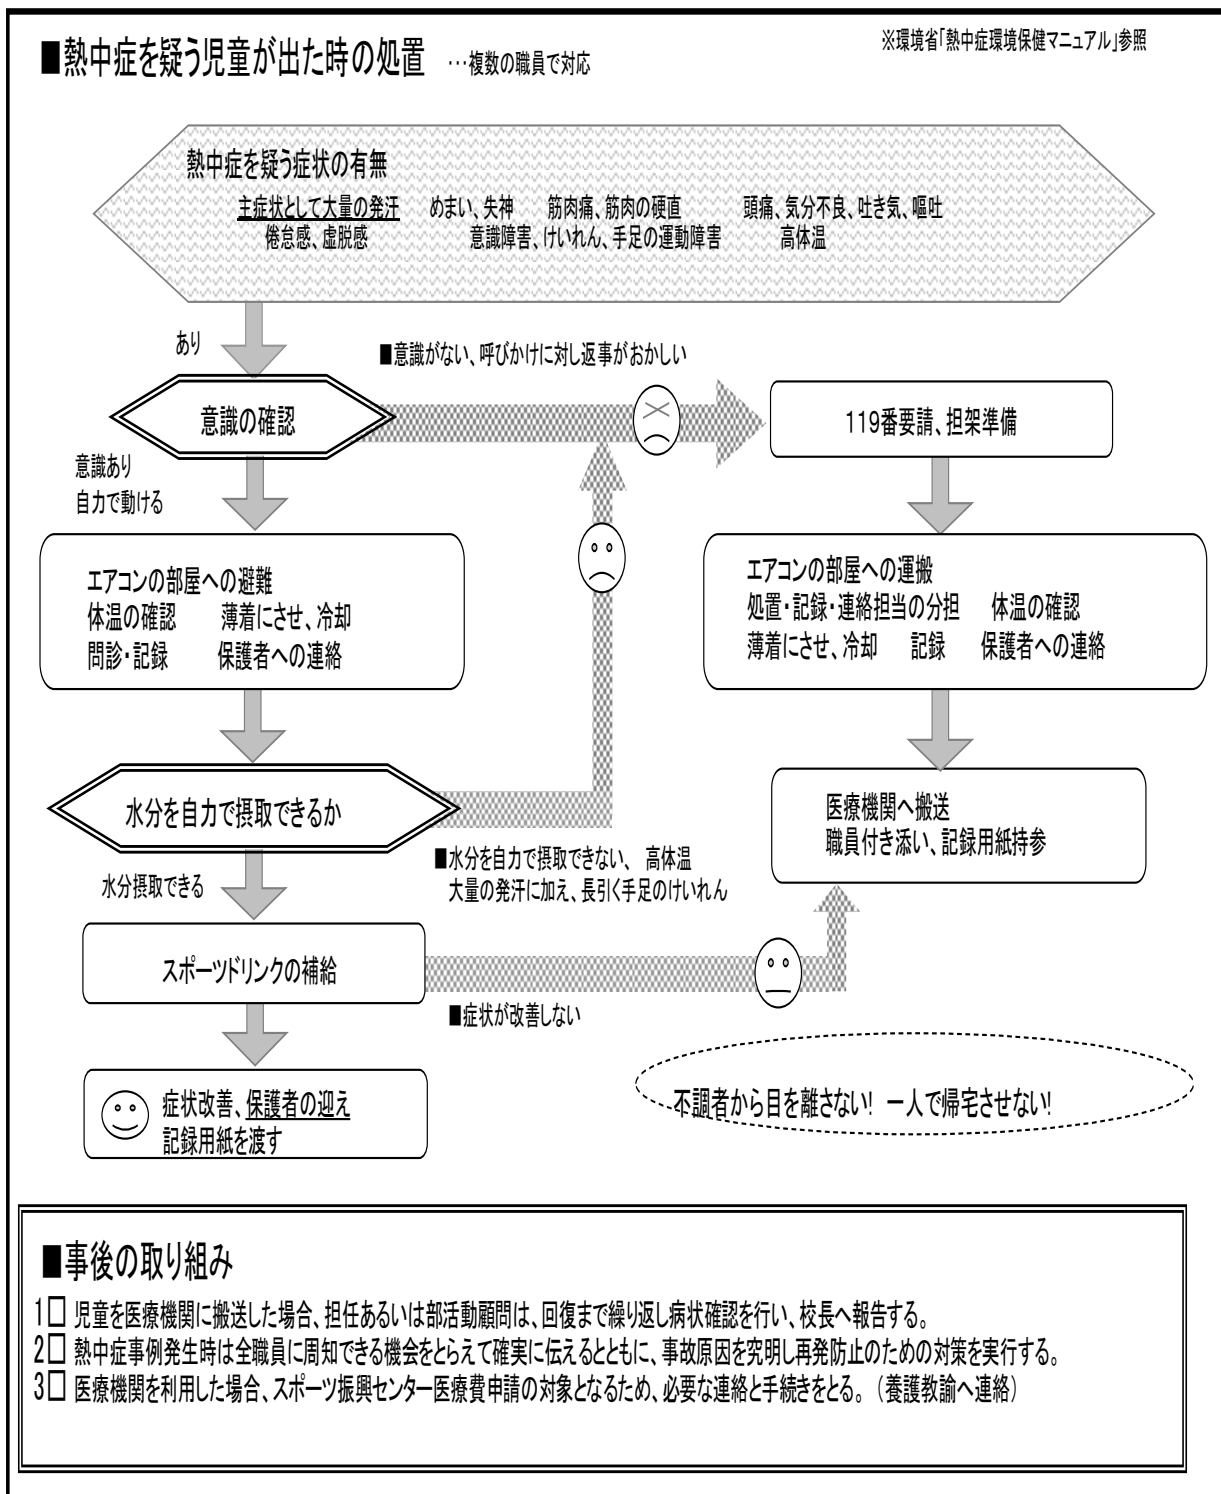 ■熱中症を疑う児童が出た時の処置 …複数の職員で対応
※環境省「熱中症環境保健マニュアル」参照
熱中症を疑う症状の有無
主症状として大量の発汗 めまい、失神 筋肉痛、筋肉の硬直 頭痛、気分不良、吐き気、嘔吐
倦怠感、虚脱感 意識障害、けいれん、手足の運動障害 高体温
あり
■意識がない、呼びかけに対し返事がおかしい
意識の確認
119番要請、担架準備
意識あり
自力で動ける
エアコンの部屋への避難
体温の確認 薄着にさせ、冷却
問診・記録 保護者への連絡
エアコンの部屋への運搬
処置・記録・連絡担当の分担 体温の確認
薄着にさせ、冷却 記録 保護者への連絡
水分を自力で摂取できるか
医療機関へ搬送
職員付き添い、記録用紙持参
■水分を自力で摂取できない、 高体温
大量の発汗に加え、長引く手足のけいれん
水分摂取できる
スポーツドリンクの補給
■症状が改善しない
症状改善、保護者の迎え
記録用紙を渡す
不調者から目を離さない! 一人で帰宅させない!
■事後の取り組み
1□ 児童を医療機関に搬送した場合、担任あるいは部活動顧問は、回復まで繰り返し病状確認を行い、校長へ報告する。
2□ 熱中症事例発生時は全職員に周知できる機会をとらえて確実に伝えるとともに、事故原因を究明し再発防止のための対策を実行する。
3□ 医療機関を利用した場合、スポーツ振興センター医療費申請の対象となるため、必要な連絡と手続きをとる。（養護教諭へ連絡）